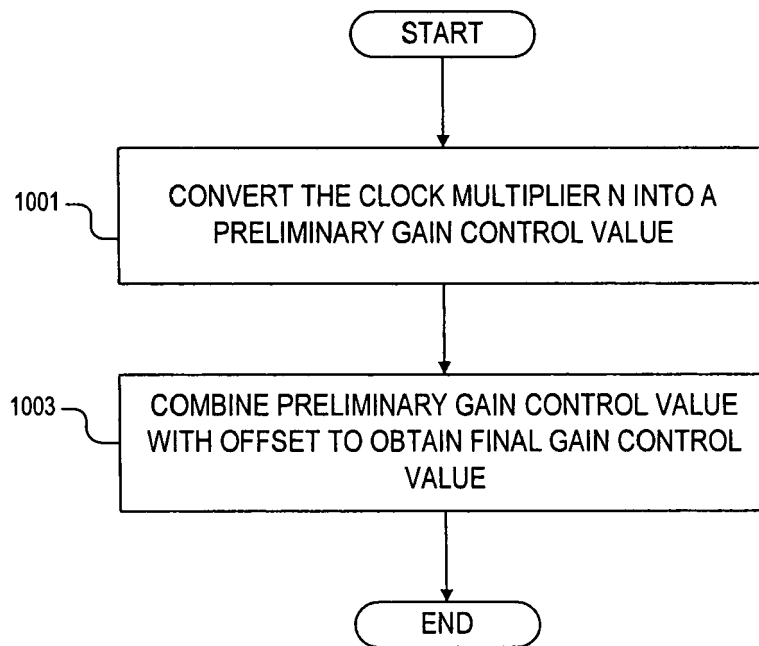 START
1001
CONVERT THE CLOCK MULTIPLIER N INTO A
PRELIMINARY GAIN CONTROL VALUE
1003
COMBINE PRELIMINARY GAIN CONTROL VALUE
WITH OFFSET TO OBTAIN FINAL GAIN CONTROL
VALUE
END